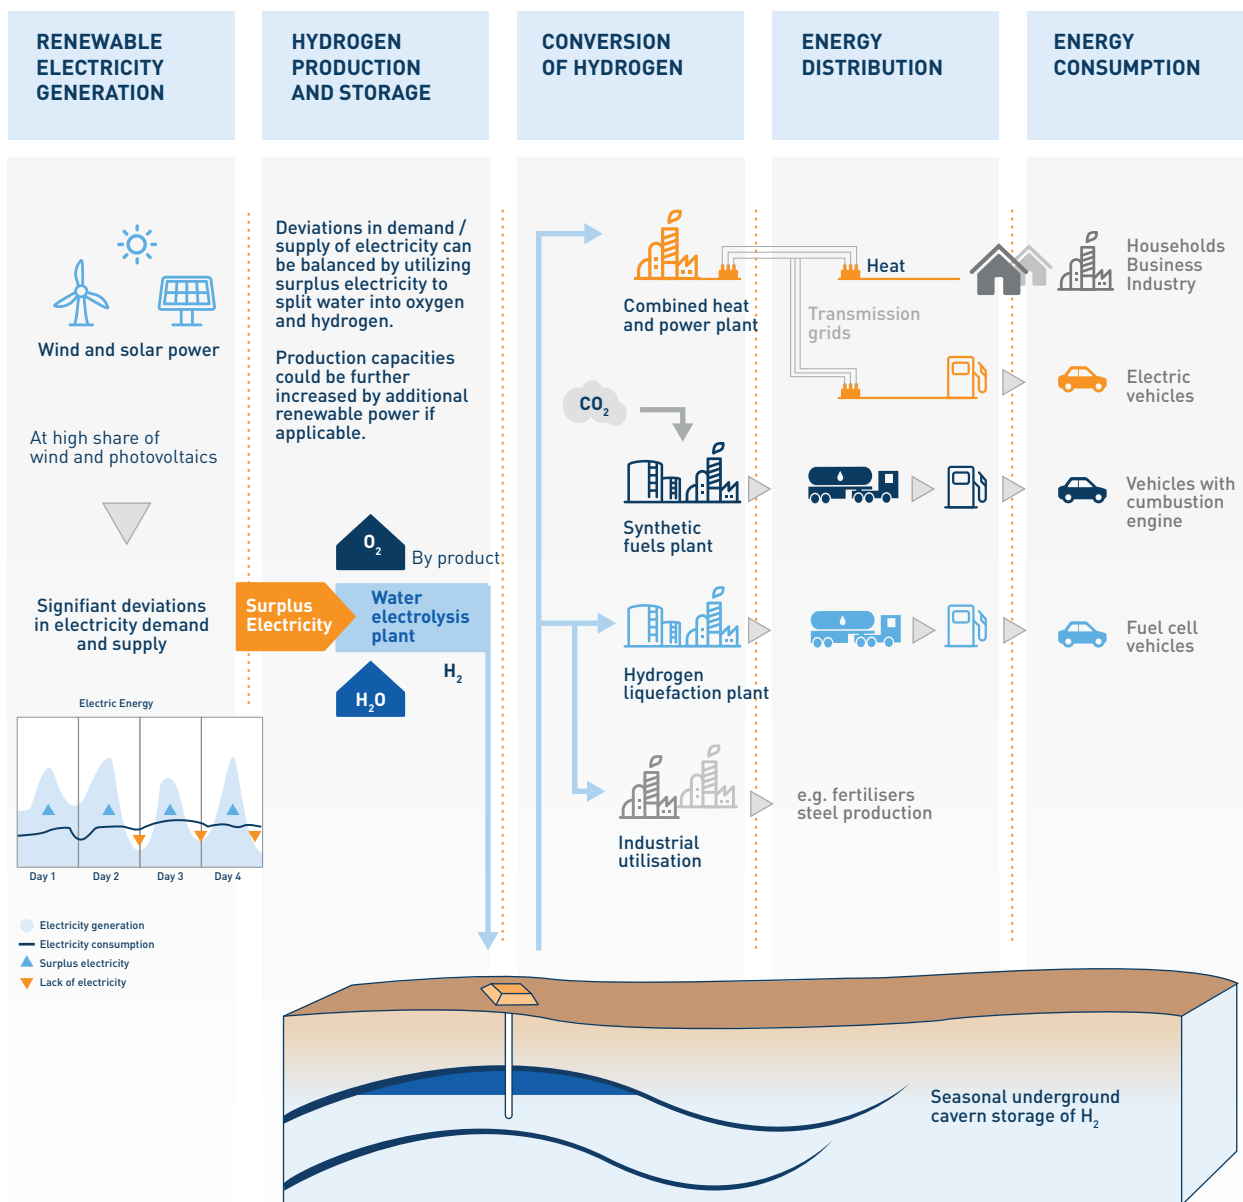 RENEWABLE
ELECTRICITY
GENERATION
HYDROGEN
PRODUCTION
AND STORAGE
CONVERSION
OF HYDROGEN
ENERGY
DISTRIBUTION
ENERGY
CONSUMPTION
Wind and solar power
At high share of
wind and photovoltaics
Signifiant deviations
in electricity demand
and supply
Electric Energy
Day 1
Day 2
Day 3
Day 4
Electricity generation
Electricity consumption
Surplus electricity
Lack of electricity
Deviations in demand /
supply of electricity can
be balanced by utilizing
surplus electricity to
split water into oxygen
and hydrogen.
Production capacities
could be further
increased by additional
renewable power if
applicable.
O2
By product
Surplus
Electricity
Water
electrolysis
plant
H2
H2O
Combined heat
and power plant
CO2
Synthetic
fuels plant
Hydrogen
liquefaction plant
Industrial
utilisation
Heat
Transmission
grids
e.g. fertilisers
steel production
Households
Business
Industry
Electric
vehicles
Vehicles with
cumbustion
engine
Fuel cell
vehicles
Seasonal underground
cavern storage of H2